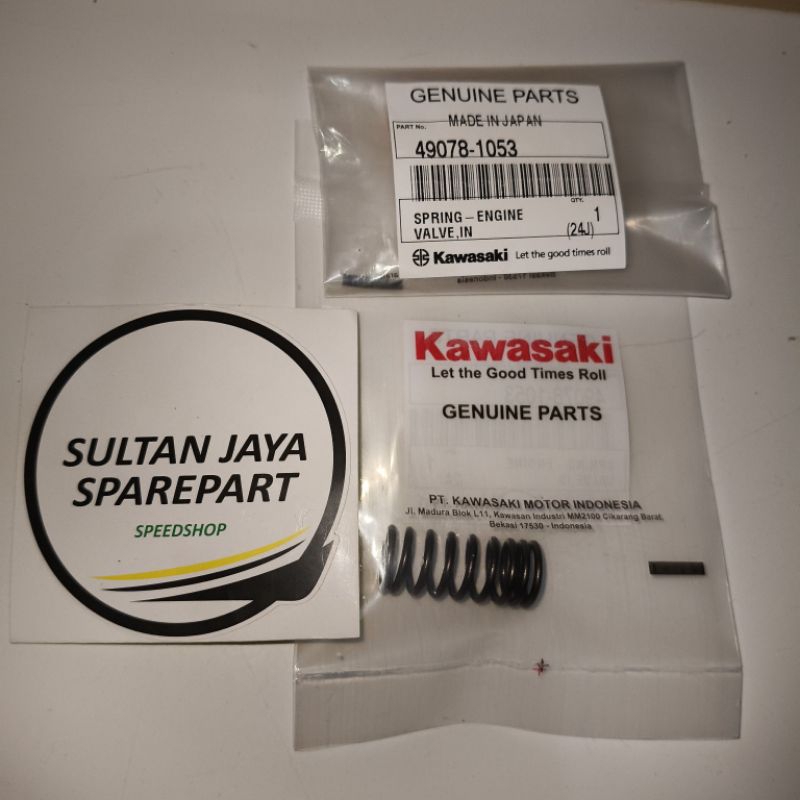 GENUINE PARTS
MADE IN JAPAN
PART No.
49078-1053
QTY.
SPRING-ENGINE
VALVE,IN
1
(24J)
Kawasaki Let the good times roll
Kawasaki
Let the Good Times Roll
GENUINE PARTS
PT. KAWASAKI MOTOR INDONESIA
Jl. Madura Blok L11, Kawasan Industri MM2100 Cikarang Barat,
Bekasi 17530 - Indonesia
SULTAN JAYA
SPAREPART
SPEEDSHOP